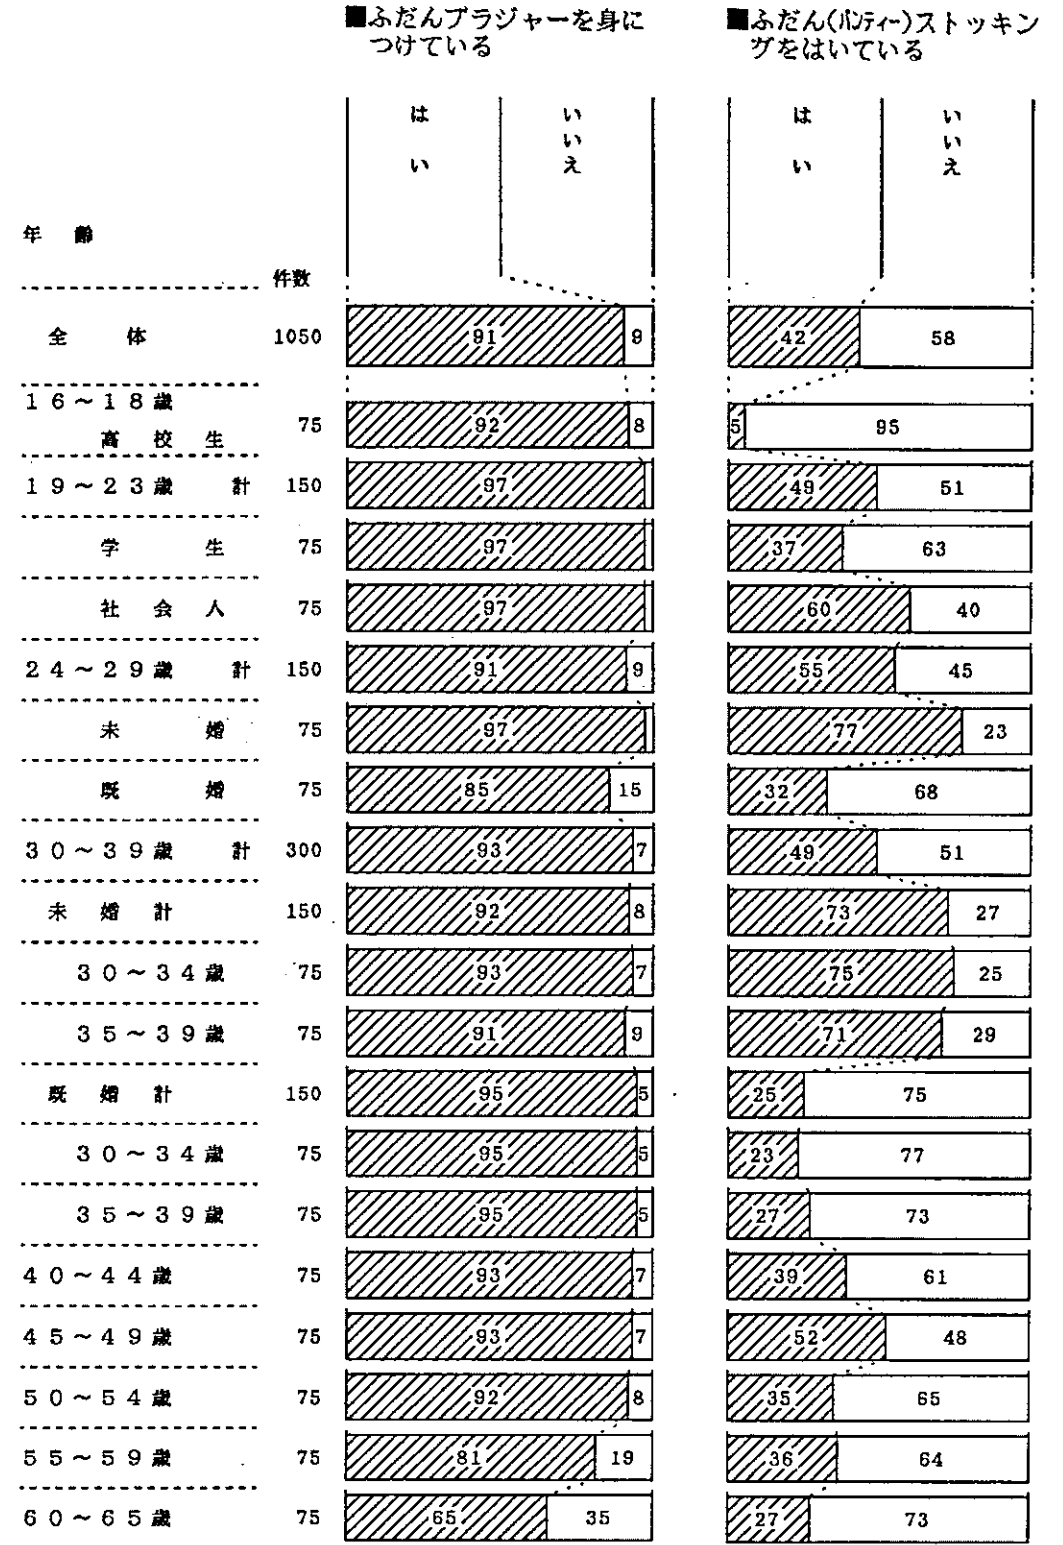 ■ふだんブラジャーを身に
つけている
■ふだん(パンティー)ストッキン
グをはいている
はい いいえ はい いいえ
年齢
件数
全体 1050 91 9 42 58
16～18歳
高校生 75 92 8 5 95
19～23歳 計 150 97 49 51
学生 75 97 37 63
社会人 75 97 60 40
24～29歳 計 150 91 9 55 45
未婚 75 97 77 23
既婚 75 85 15 32 68
30～39歳 計 300 93 7 49 51
未婚計 150 92 8 73 27
30～34歳 75 93 7 75 25
35～39歳 75 91 9 71 29
既婚計 150 95 5 25 75
30～34歳 75 95 5 23 77
35～39歳 75 95 5 27 73
40～44歳 75 93 7 39 61
45～49歳 75 93 7 52 48
50～54歳 75 92 8 35 65
55～59歳 75 81 19 36 64
60～65歳 75 65 35 27 73